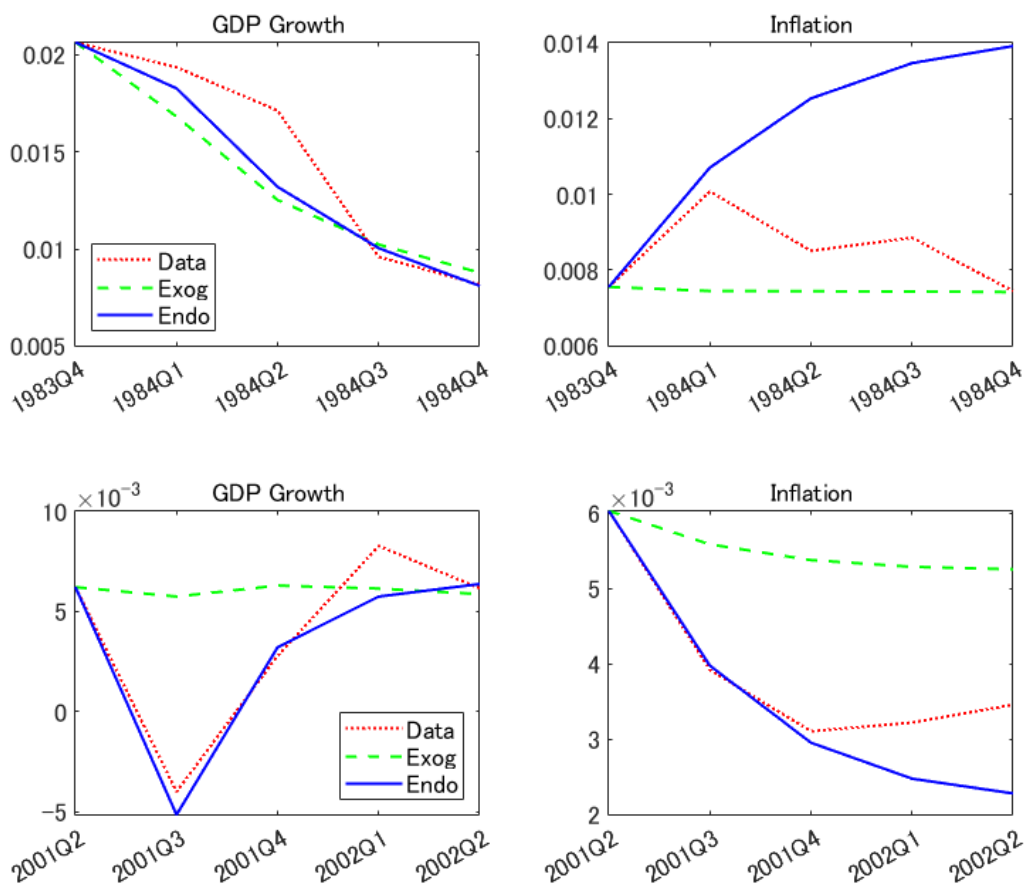 GDP Growth
0.02
0.015
0.01
0.005
Data
Exog
Endo
1983Q4
1984Q1
1984Q2
1984Q3
1984Q4
Inflation
0.014
0.012
0.01
0.008
0.006
1983Q4
1984Q1
1984Q2
1984Q3
1984Q4
×10⁻³
GDP Growth
10
5
0
−5
Data
Exog
Endo
2001Q2
2001Q3
2001Q4
2002Q1
2002Q2
×10⁻³
Inflation
6
5
4
3
2
2001Q2
2001Q3
2001Q4
2002Q1
2002Q2